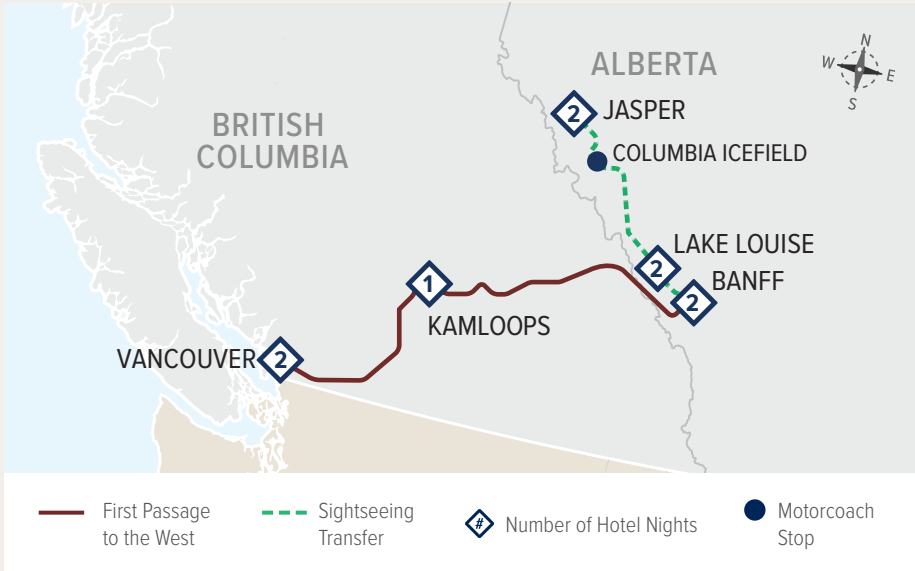 N
W
E
S
ALBERTA
2
JASPER
BRITISH
COLUMBIA
COLUMBIA ICEFIELD
LAKE LOUISE
2
BANFF
2
1
KAMLOOPS
VANCOUVER
2
First Passage
to the West
Sightseeing
Transfer
#
Number of Hotel Nights
Motorcoach
Stop